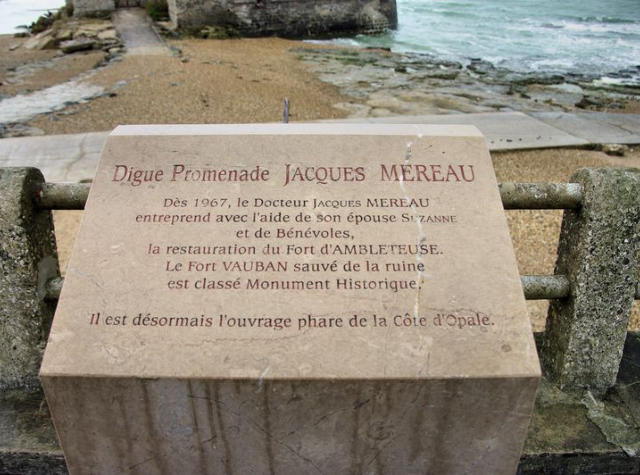 Digue Promenade JACQUES MEREAU
Dès 1967, le Docteur JACQUES MEREAU
entreprend avec l'aide de son épouse SUZANNE
et de Bénévoles,
la restauration du Fort d'AMBLETEUSE.
Le Fort VAUBAN sauvé de la ruine
est classé Monument Historique.
Il est désormais l'ouvrage phare de la Côte d'Opale.